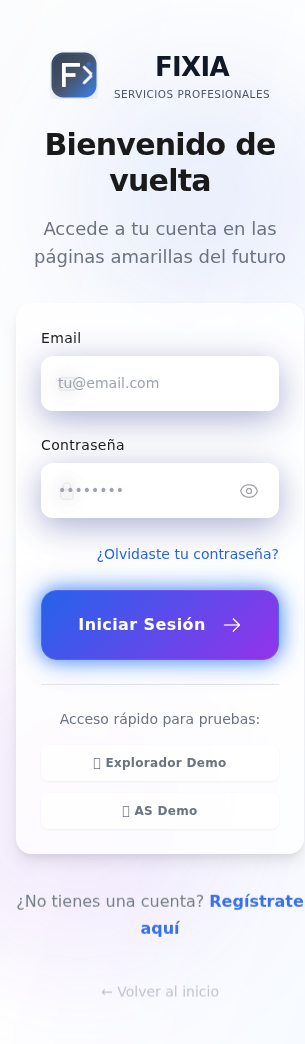 FIXIA
SERVICIOS PROFESIONALES
Bienvenido de
vuelta
Accede a tu cuenta en las
páginas amarillas del futuro
Email
tu@email.com
Contraseña
••••••••
¿Olvidaste tu contraseña?
Iniciar Sesión →
Acceso rápido para pruebas:
Explorador Demo
AS Demo
¿No tienes una cuenta? Regístrate
aquí
← Volver al inicio